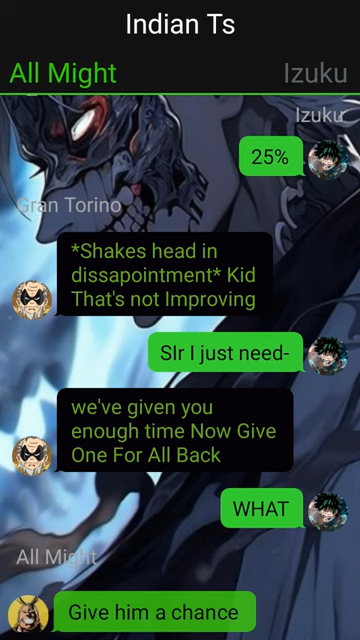 Indian Ts
All Might Izuku
Izuku
25%
Gran Torino
*Shakes head in
dissapointment* Kid
That's not Improving
SIr I just need-
we've given you
enough time Now Give
One For All Back
WHAT
All Might
Give him a chance